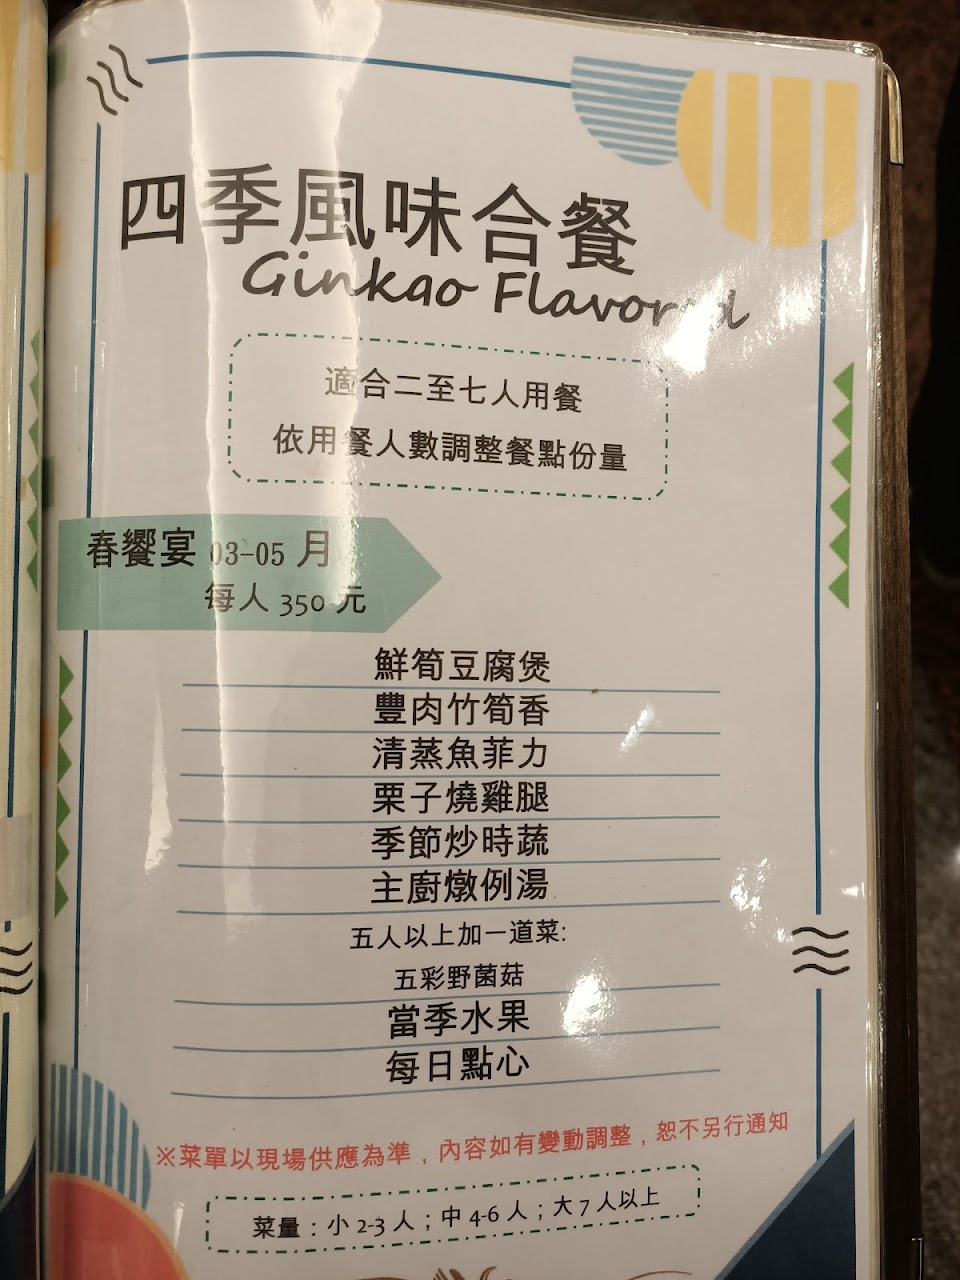 四季風味合餐
Ginkao Flavored
適合二至七人用餐
依用餐人數調整餐點份量
春饗宴 03-05 月
每人 350 元
鮮筍豆腐煲
豐肉竹筍香
清蒸魚菲力
栗子燒雞腿
季節炒時蔬
主廚燉例湯
五人以上加一道菜:
五彩野菌菇
當季水果
每日點心
※菜單以現場供應為準，內容如有變動調整，恕不另行通知
菜量：小 2-3 人；中 4-6 人；大 7 人以上